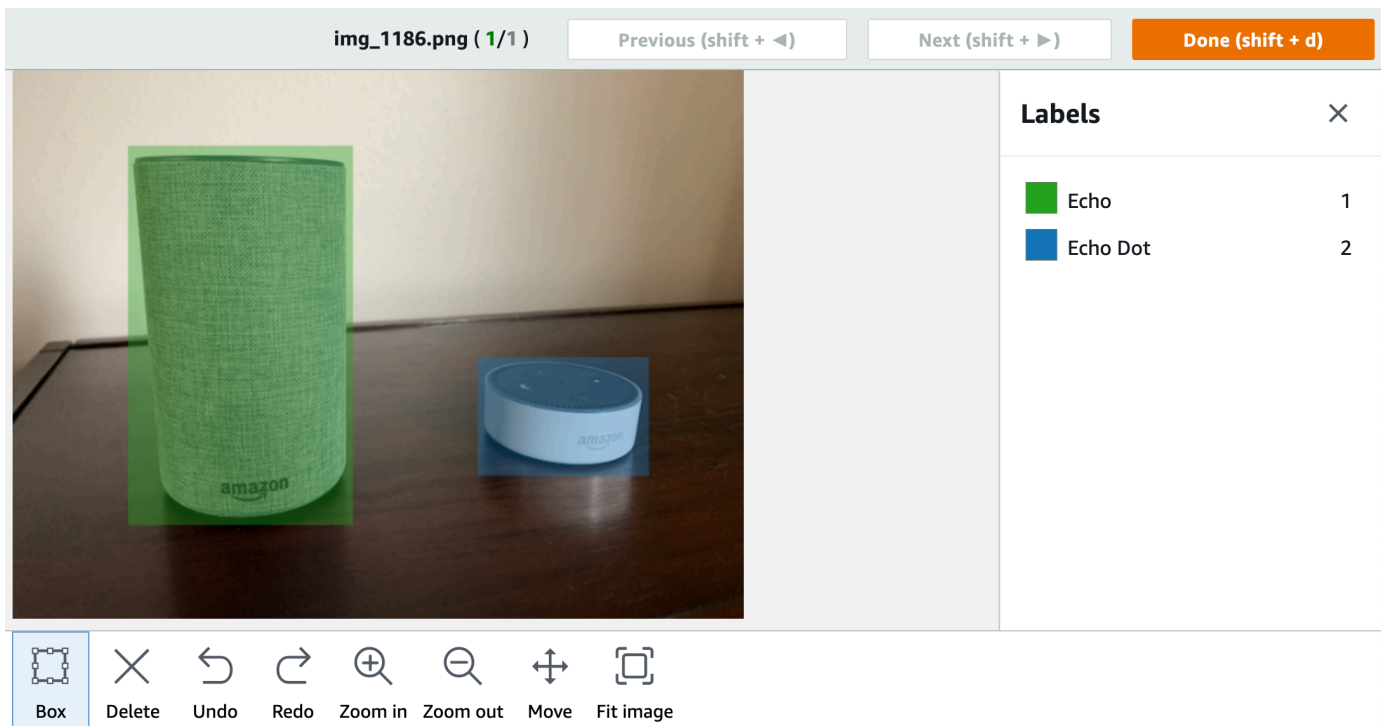 img_1186.png ( 1/1 )
Previous (shift + ◄)
Next (shift + ►)
Done (shift + d)
Labels
Echo 1
Echo Dot 2
amazon
amazon
Box
Delete
Undo
Redo
Zoom in
Zoom out
Move
Fit image